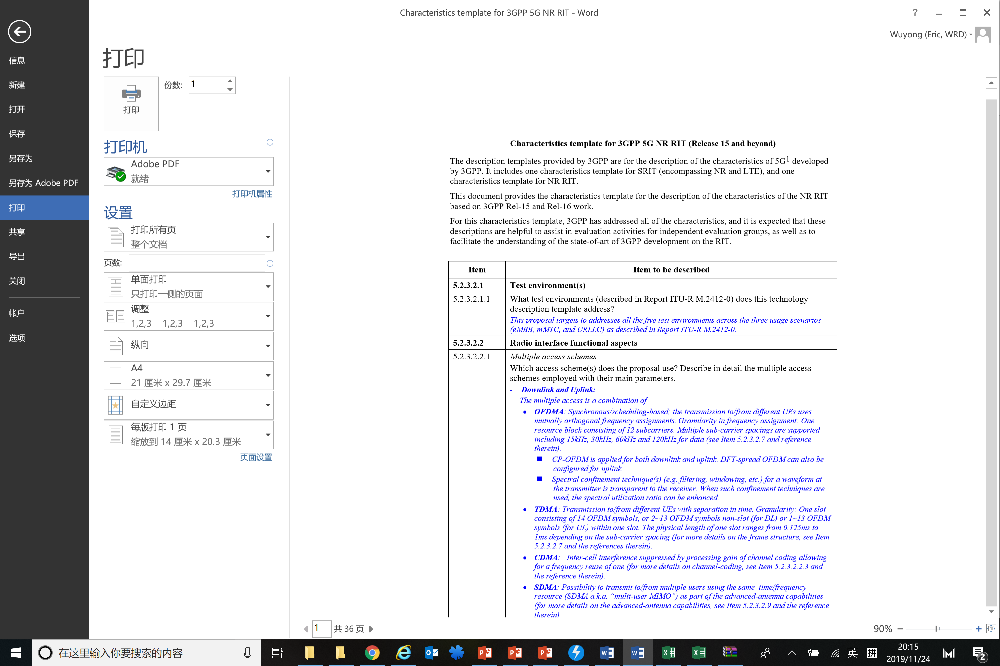 Characteristics template for 3GPP 5G NR RIT - Word
?
Wuyong (Eric, WRD)
信息
新建
打开
保存
另存为
另存为 Adobe PDF
打印
共享
导出
关闭
帐户
选项
打印
打印
份数: 1
打印机
Adobe PDF
就绪
打印机属性
设置
打印所有页
整个文档
页数:
单面打印
只打印一侧的页面
调整
1,2,3 1,2,3 1,2,3
纵向
A4
21 厘米 x 29.7 厘米
自定义边距
每版打印 1 页
缩放到 14 厘米 x 20.3 厘米
页面设置
Characteristics template for 3GPP 5G NR RIT (Release 15 and beyond)
The description templates provided by 3GPP are for the description of the characteristics of 5G1 developed
by 3GPP. It includes one characteristics template for SRIT (encompassing NR and LTE), and one
characteristics template for NR RIT.
This document provides the characteristics template for the description of the characteristics of the NR RIT
based on 3GPP Rel-15 and Rel-16 work.
For this characteristics template, 3GPP has addressed all of the characteristics, and it is expected that these
descriptions are helpful to assist in evaluation activities for independent evaluation groups, as well as to
facilitate the understanding of the state-of-art of 3GPP development on the RIT.
Item Item to be described
5.2.3.2.1 Test environment(s)
5.2.3.2.1.1 What test environments (described in Report ITU-R M.2412-0) does this technology
description template address?
This proposal targets to addresses all the five test environments across the three usage scenarios
(eMBB, mMTC, and URLLC) as described in Report ITU-R M.2412-0.
5.2.3.2.2 Radio interface functional aspects
5.2.3.2.2.1 Multiple access schemes
Which access scheme(s) does the proposal use? Describe in detail the multiple access
schemes employed with their main parameters.
- Downlink and Uplink:
The multiple access is a combination of
• OFDMA: Synchronous/scheduling-based; the transmission to/from different UEs uses
mutually orthogonal frequency assignments. Granularity in frequency assignment: One
resource block consisting of 12 subcarriers. Multiple sub-carrier spacings are supported
including 15kHz, 30kHz, 60kHz and 120kHz for data (see Item 5.2.3.2.7 and reference
therein).
■ CP-OFDM is applied for both downlink and uplink. DFT-spread OFDM can also be
configured for uplink.
■ Spectral confinement technique(s) (e.g. filtering, windowing, etc.) for a waveform at
the transmitter is transparent to the receiver. When such confinement techniques are
used, the spectral utilization ratio can be enhanced.
• TDMA: Transmission to/from different UEs with separation in time. Granularity: One slot
consisting of 14 OFDM symbols, or 2~13 OFDM symbols non-slot (for DL) or 1~13 OFDM
symbols (for UL) within one slot. The physical length of one slot ranges from 0.125ms to
1ms depending on the sub-carrier spacing (for more details on the frame structure, see Item
5.2.3.2.7 and the references therein).
• CDMA: Inter-cell interference suppressed by processing gain of channel coding allowing
for a frequency reuse of one (for more details on channel-coding, see Item 5.2.3.2.2.3 and
the reference therein).
• SDMA: Possibility to transmit to/from multiple users using the same time/frequency
resource (SDMA a.k.a. “multi-user MIMO”) as part of the advanced-antenna capabilities
(for more details on the advanced-antenna capabilities, see Item 5.2.3.2.9 and the reference
therein)
1 共 36 页
90%
在这里输入你要搜索的内容
英 拼
20:15
2019/11/24
2